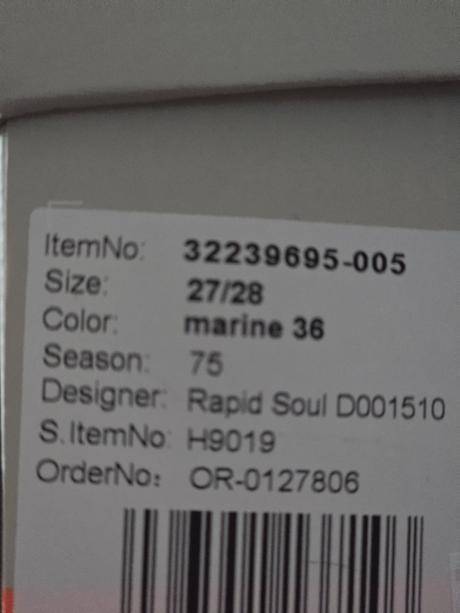 ItemNo: 32239695-005
Size: 27/28
Color: marine 36
Season: 75
Designer: Rapid Soul D001510
S.ItemNo: H9019
OrderNo: OR-0127806